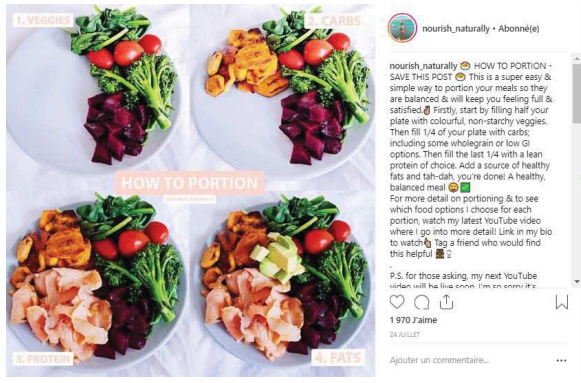 1. VEGGIES
2. CARBS
HOW TO PORTION
3. PROTEIN
4. FATS
nourish_naturally • Abonné(e)
nourish_naturally 😋 HOW TO PORTION -
SAVE THIS POST 😋 This is a super easy &
simple way to portion your meals so they
are balanced & will keep you feeling full &
satisfied. Firstly, start by filling half your
plate with colourful, non-starchy veggies.
Then fill 1/4 of your plate with carbs;
including some wholegrain or low GI
options. Then fill the last 1/4 with a lean
protein of choice. Add a source of healthy
fats and tah-dah, you're done! A healthy,
balanced meal 😄 ✅
For more detail on portioning & to see
which food options I choose for each
portion, watch my latest YouTube video
where I go into more detail! Link in my bio
to watch Tag a friend who would find
this helpful
.
P.S. for those asking, my next YouTube
video will be live soon. I'm so sorry it's
1 970 J'aime
24 JUILLET
Ajouter un commentaire...